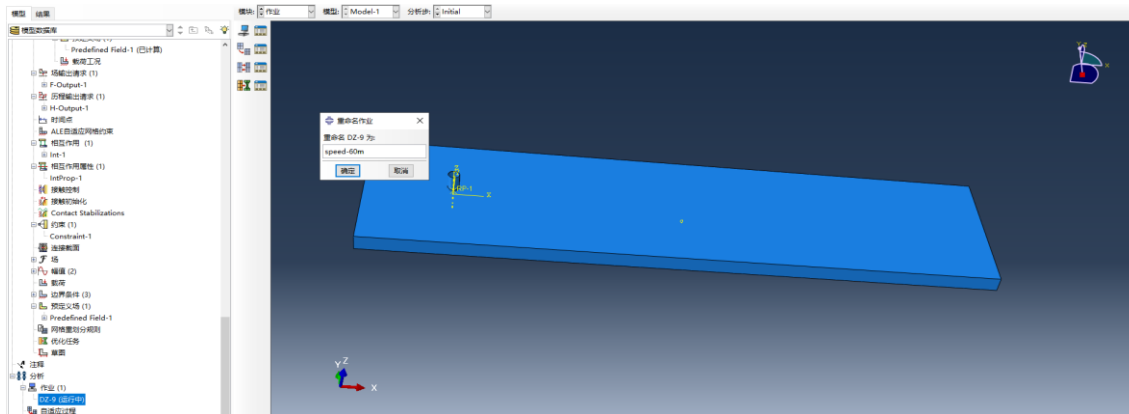 模型 结果
模块: 作业 模型: Model-1 分析步: Initial
模型数据库
Predefined Field-1 (已计算)
载荷工况
场输出请求 (1)
F-Output-1
历程输出请求 (1)
H-Output-1
时间点
ALE自适应网格约束
相互作用 (1)
Int-1
相互作用属性 (1)
IntProp-1
接触控制
接触初始化
Contact Stabilizations
约束 (1)
Constraint-1
连接截面
场
幅值 (2)
载荷
边界条件 (3)
预定义场 (1)
Predefined Field-1
网格重划分规则
优化任务
草图
注释
分析
作业 (1)
DZ-9 (运行中)
自适应过程
重命名作业
重命名 DZ-9 为:
speed-60m
确定 取消
RP-1
X
Y
Z
X